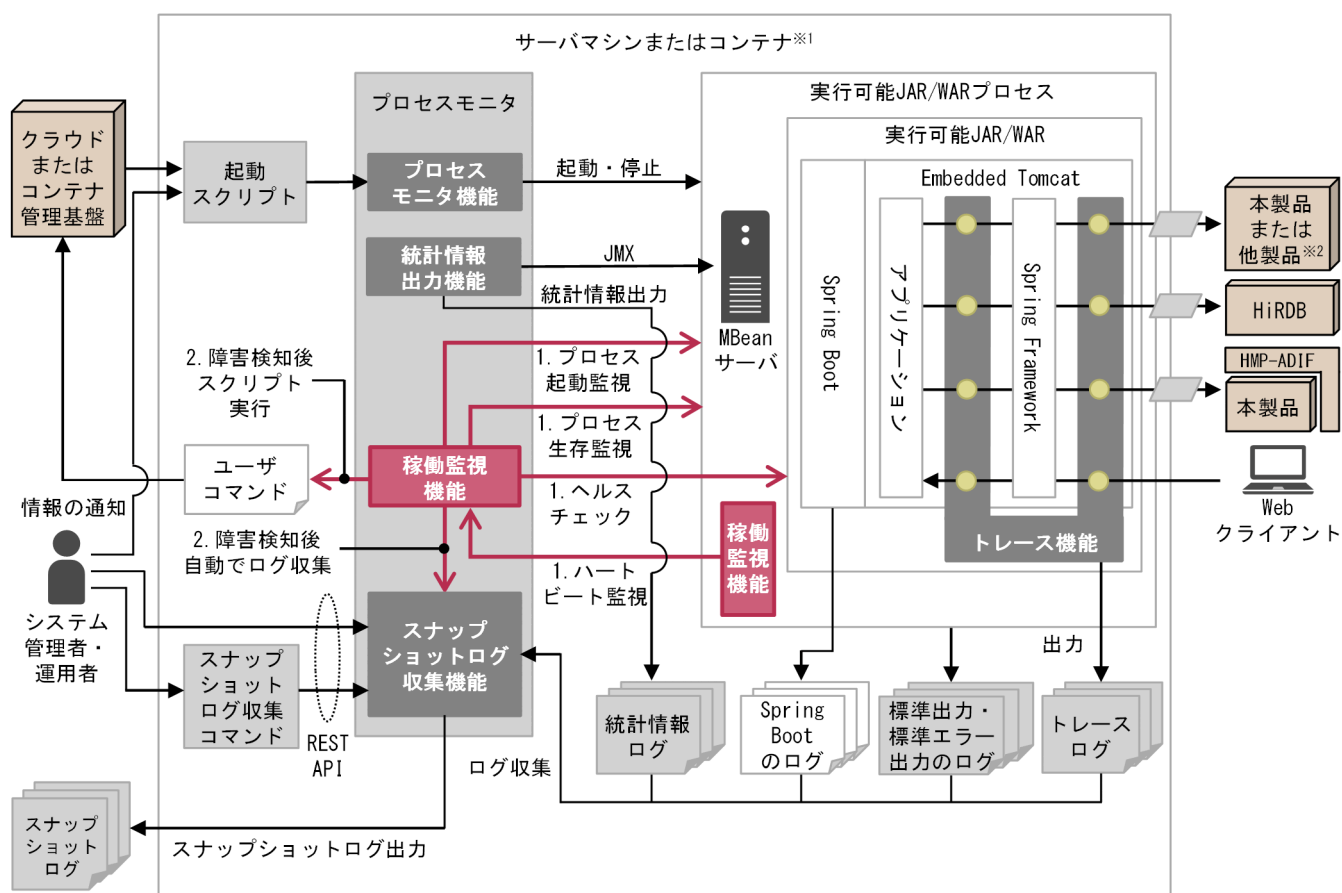 サーバマシンまたはコンテナ※1
プロセスモニタ
実行可能JAR/WARプロセス
実行可能JAR/WAR
クラウド
または
コンテナ
管理基盤
起動
スクリプト
プロセス
モニタ機能
起動・停止
Embedded Tomcat
本製品
または
他製品※2
統計情報
出力機能
JMX
統計情報出力
MBean
サーバ
Spring Boot
アプリケーション
Spring Framework
HiRDB
HMP-ADIF
本製品
2.障害検知後
スクリプト
実行
1.プロセス
起動監視
1.プロセス
生存監視
ユーザ
コマンド
稼働監視
機能
1.ヘルス
チェック
情報の通知
Web
クライアント
2.障害検知後
自動でログ収集
稼働
監視
機能
トレース機能
1.ハート
ビート監視
システム
管理者・
運用者
スナップ
ショットログ
収集機能
出力
スナップ
ショット
ログ収集
コマンド
REST
API
統計情報
ログ
Spring
Boot
のログ
標準出力・
標準エラー
出力のログ
トレース
ログ
ログ収集
スナップ
ショット
ログ
スナップショットログ出力